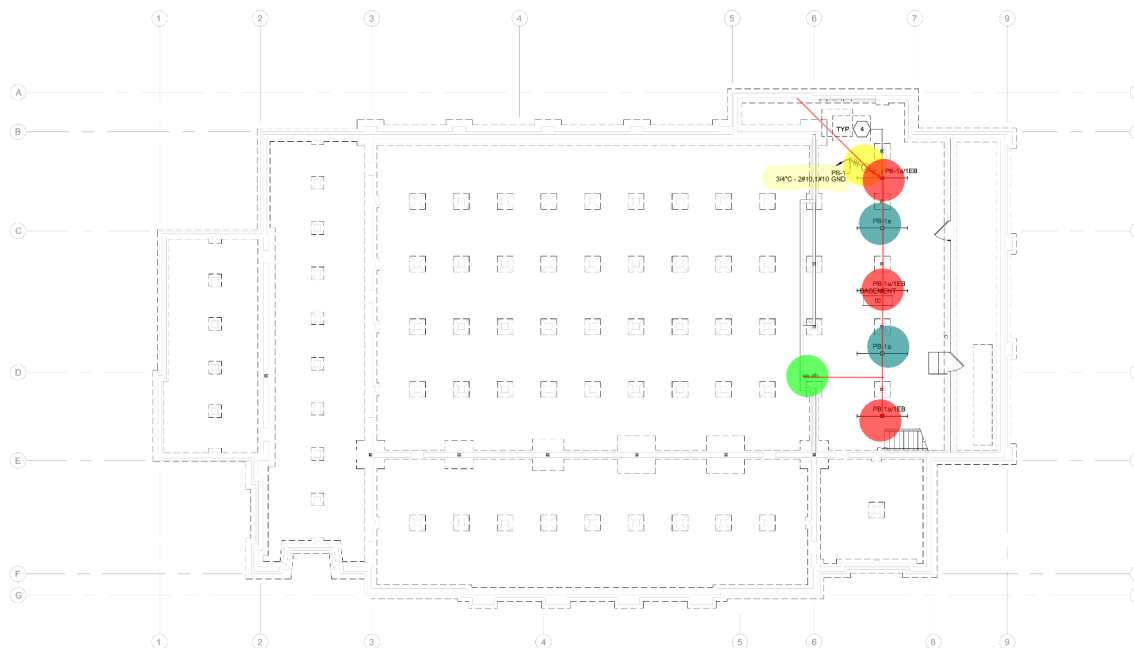 1 2 3 4 5 6 7 9
A
B
TYP. 4
PB-1
3/4"C - 2#10,1#10 GND
PB-1a/1EB
PB-1a
C
PB-1a/1EB
BASEMENT
00
PB-1a
D
PB-1a/1EB
E
F
G
1 2 3 4 5 6 8 9